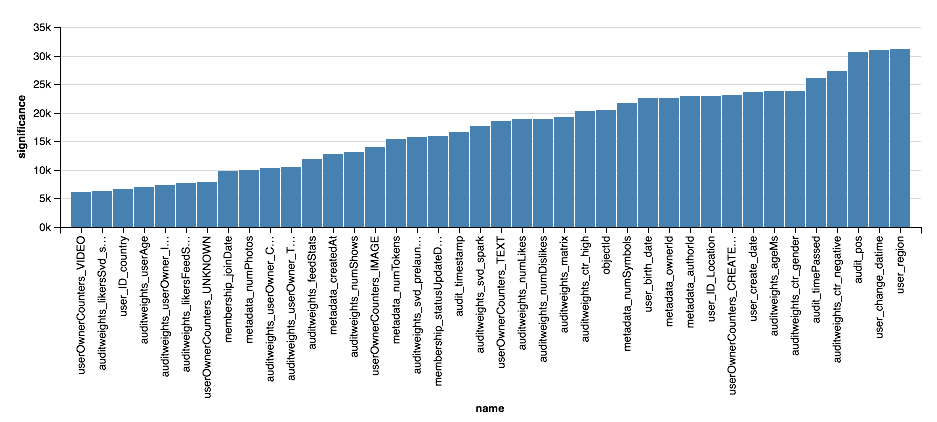 35k
30k
25k
20k
15k
10k
5k
0k
significance
userOwnerCounters_VIDEO
auditweights_likersSvd_s…
user_ID_country
auditweights_userAge
auditweights_userOwner_I…
auditweights_likersFeedS…
userOwnerCounters_UNKNOWN
membership_joinDate
metadata_numPhotos
auditweights_userOwner_C…
auditweights_userOwner_T…
auditweights_feedStats
metadata_createdAt
auditweights_numShows
userOwnerCounters_IMAGE
metadata_numTokens
auditweights_svd_prelaun…
membership_statusUpdateD…
audit_timestamp
auditweights_svd_spark
userOwnerCounters_TEXT
auditweights_numLikes
auditweights_numDislikes
auditweights_matrix
auditweights_ctr_high
objectId
metadata_numSymbols
user_birth_date
metadata_ownerId
metadata_authorId
user_ID_Location
userOwnerCounters_CREATE…
user_create_date
auditweights_ageMs
auditweights_ctr_gender
audit_timePassed
auditweights_ctr_negative
audit_pos
user_change_datime
user_region
name